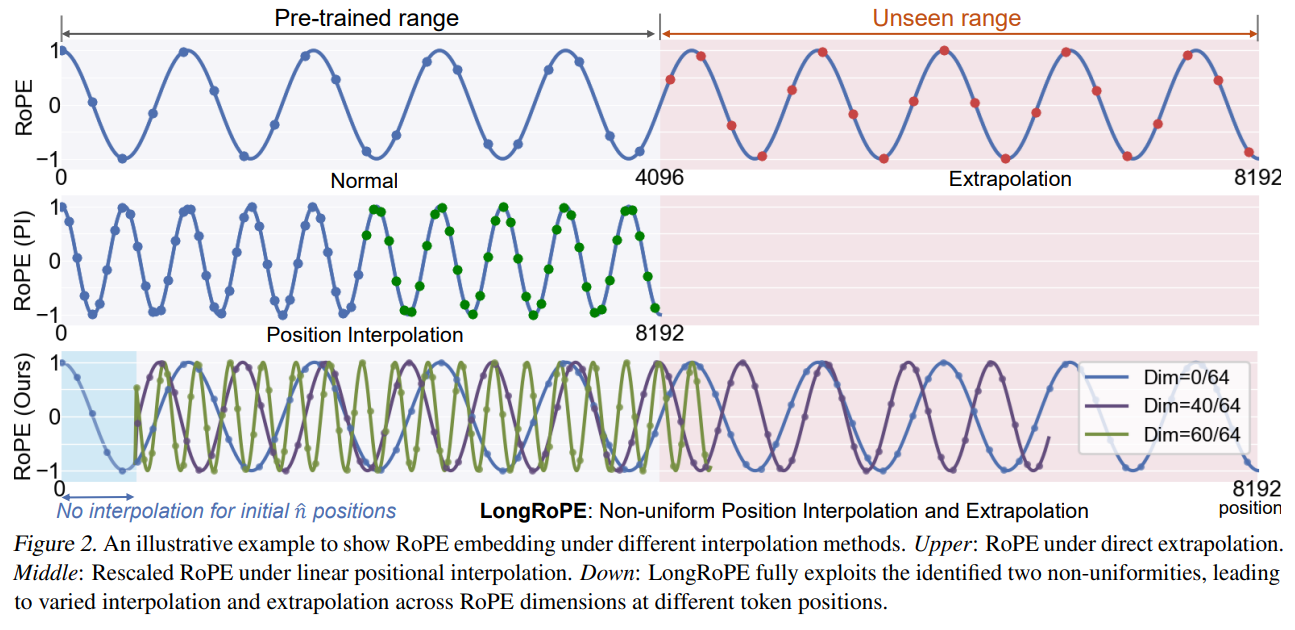 Pre-trained range
Unseen range
RoPE
1
0
−1
0
Normal
4096
Extrapolation
8192
RoPE (PI)
1
0
−1
0
Position Interpolation
8192
RoPE (Ours)
1
0
−1
0
Dim=0/64
Dim=40/64
Dim=60/64
8192
position
No interpolation for initial n̂ positions
LongRoPE: Non-uniform Position Interpolation and Extrapolation
Figure 2. An illustrative example to show RoPE embedding under different interpolation methods. Upper: RoPE under direct extrapolation.
Middle: Rescaled RoPE under linear positional interpolation. Down: LongRoPE fully exploits the identified two non-uniformities, leading
to varied interpolation and extrapolation across RoPE dimensions at different token positions.